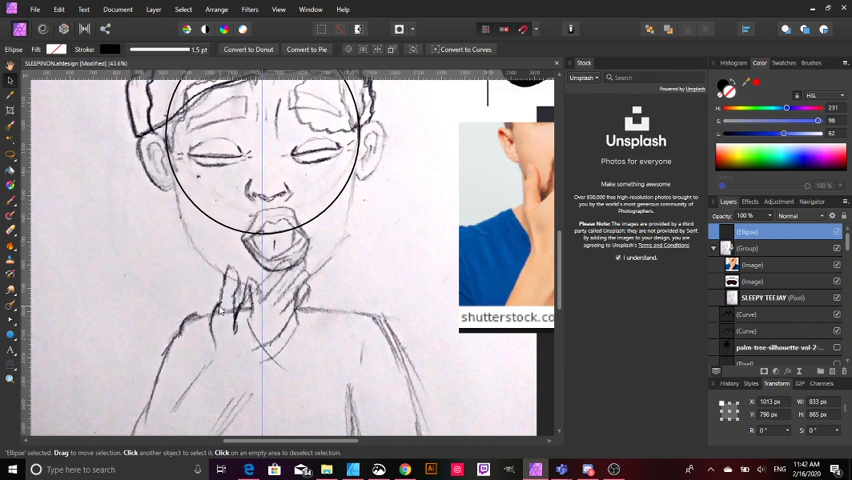 File Edit Text Document Layer Select Arrange Filters View Window Help
Ellipse Fill: Stroke: 1.5 pt Convert to Donut Convert to Pie Convert to Curves
SLEEPINON.afdesign [Modified] (43.6%)
Stock
Unsplash Search
Powered by Unsplash
Unsplash
Photos for everyone
Make something awesome
Over 850,000 free high-resolution photos brought to you by the world's most generous community of Photographers.
Please Note: The images are provided by a third party called Unsplash; they are not provided by Serif. By adding the images to your design, you are agreeing to Unsplash's Terms and Conditions
I understand.
shutterstock.co
Histogram Color Swatches Brushes
HSL
H: 231
S: 98
L: 62
100 %
Layers Effects Adjustment Navigator
Opacity: 100 % Normal
(Ellipse)
(Group)
(Image)
(Image)
SLEEPY TEEJAY (Pixel)
(Curve)
(Curve)
palm-tree-silhouette-vol-2-
(Pixel)
History Styles Transform 32P Channels
X: 1013 px W: 833 px
Y: 798 px H: 865 px
R: 0 ° S: 0 °
'Ellipse' selected. Drag to move selection. Click another object to select it. Click on an empty area to deselect selection.
Type here to search
ENG
11:42 AM
2/16/2020